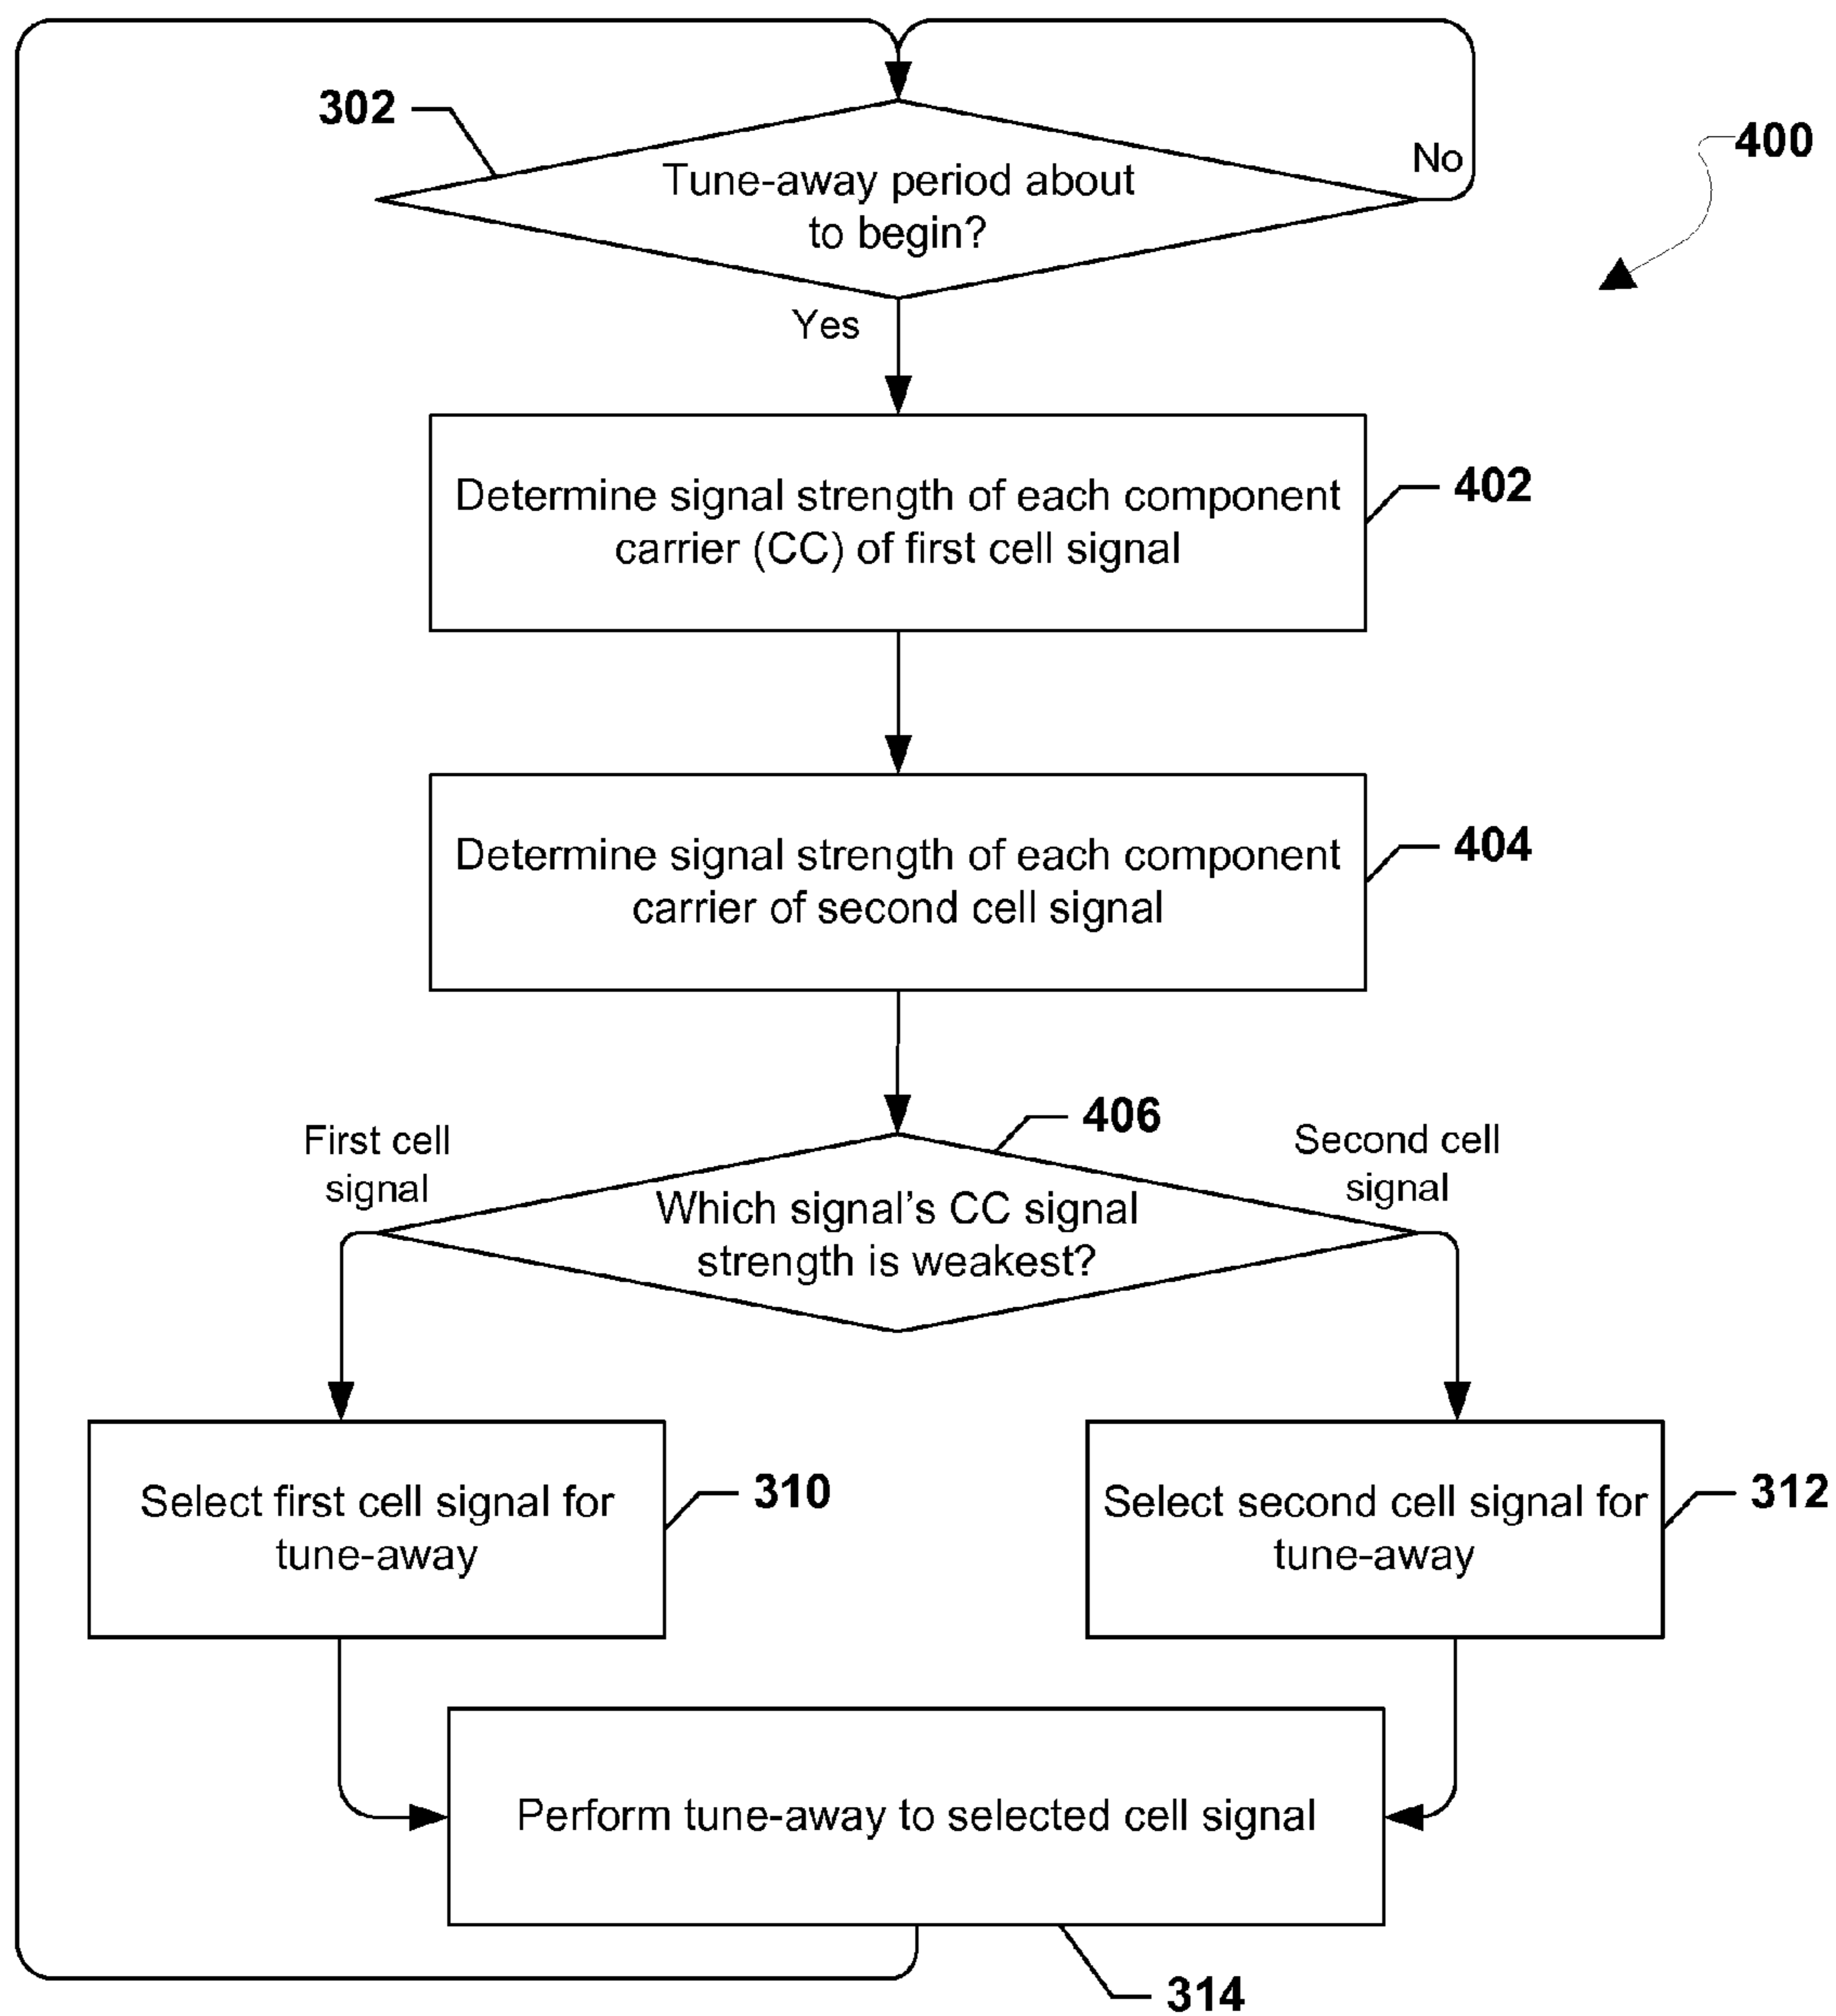 302
400
No
Tune-away period about
to begin?
Yes
Determine signal strength of each component
carrier (CC) of first cell signal
402
Determine signal strength of each component
carrier of second cell signal
404
406
First cell
signal
Second cell
signal
Which signal’s CC signal
strength is weakest?
Select first cell signal for
tune-away
310
Select second cell signal for
tune-away
312
Perform tune-away to selected cell signal
314